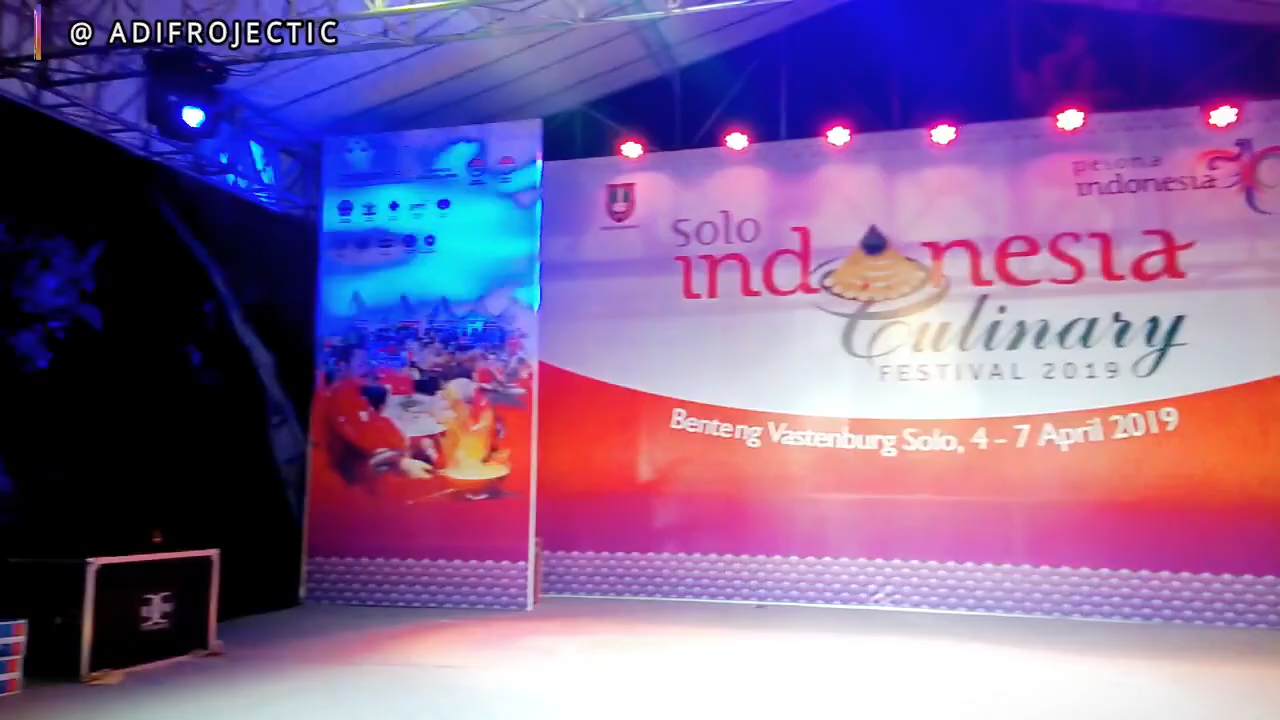 @ ADIFROJECTIC
pesona
indonesia
Solo
indonesia
Culinary
FESTIVAL 2019
Benteng Vastenburg Solo, 4 - 7 April 2019